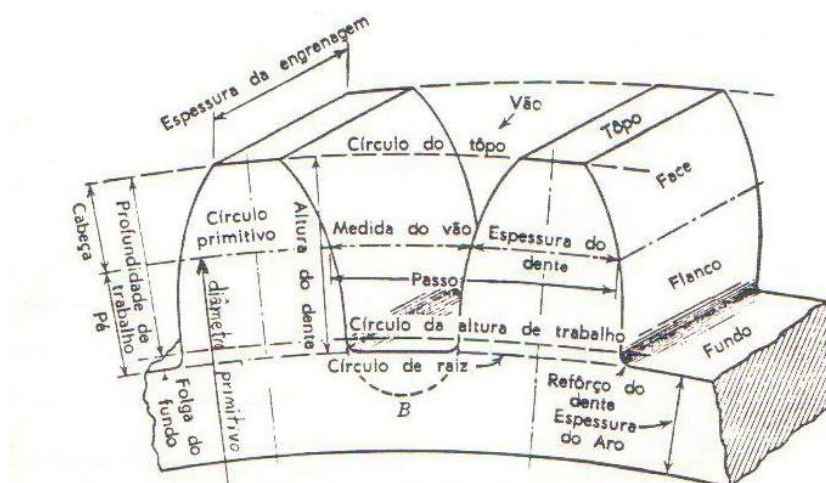 Espessura da engrenagem
Vão
Tôpo
Círculo do tôpo
Face
Cabeça
Profundidade de
trabalho
Círculo
primitivo
Altura do dente
Medida do vão
Espessura do
dente
Passo
Flanco
Pé
diâmetro primitivo
Círculo da altura de trabalho
Fundo
Círculo de raiz
Folga do
fundo
B
Refôrço do
dente
Espessura
do Aro